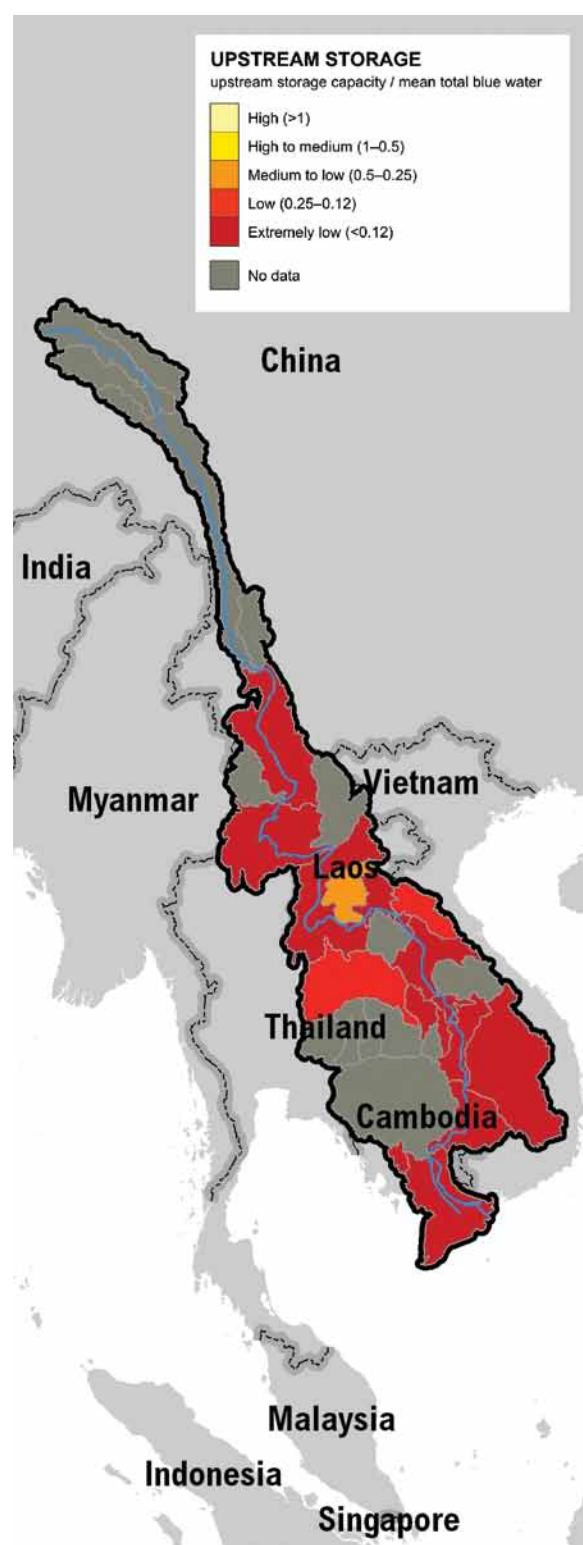 UPSTREAM STORAGE
upstream storage capacity / mean total blue water
High (>1)
High to medium (1–0.5)
Medium to low (0.5–0.25)
Low (0.25–0.12)
Extremely low (<0.12)
No data
China
India
Vietnam
Myanmar
Laos
Thailand
Cambodia
Malaysia
Indonesia
Singapore